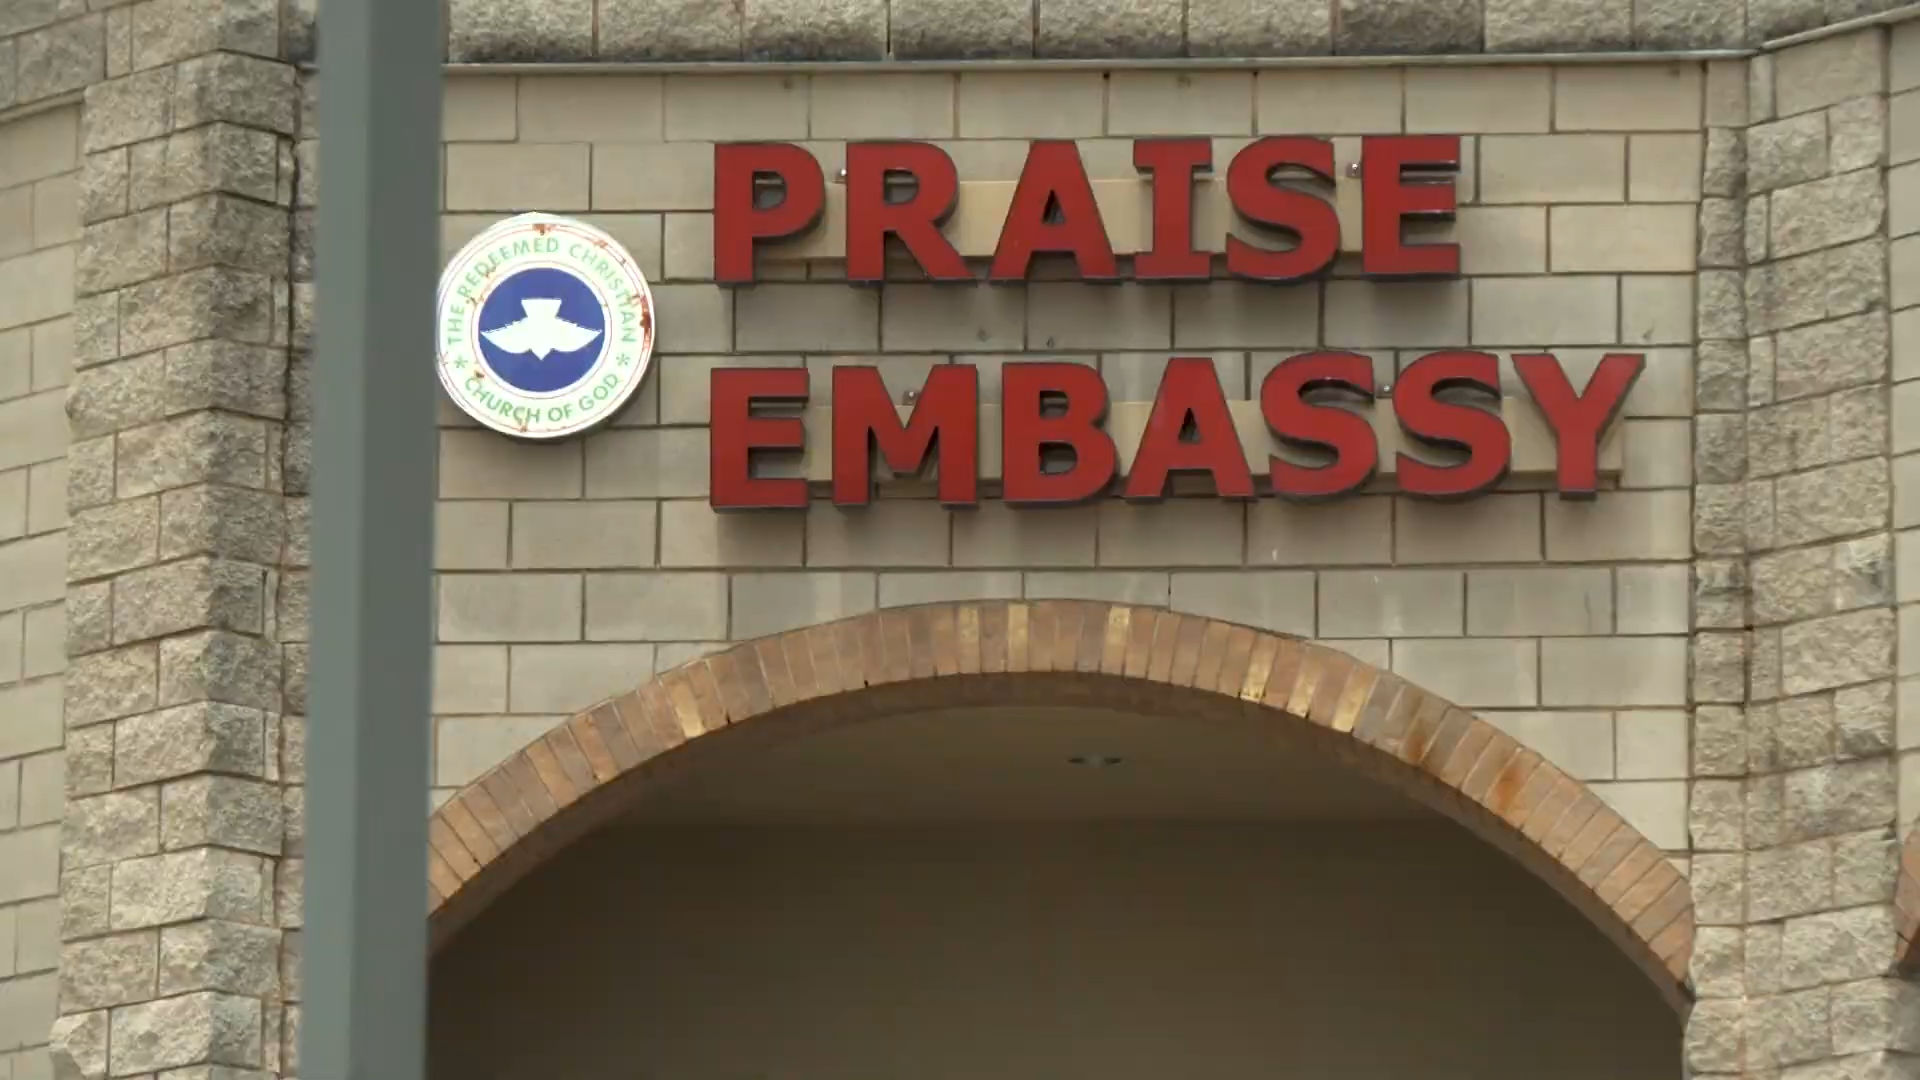 THE REDEEMED CHRISTIAN
* CHURCH OF GOD *
PRAISE
EMBASSY